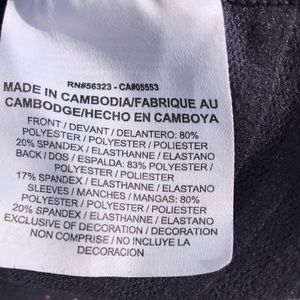 RN#56323 - CA#05553
MADE IN CAMBODIA/FABRIQUE AU
CAMBODGE/HECHO EN CAMBOYA
FRONT / DEVANT / DELANTERO: 80%
POLYESTER / POLYESTER / POLIESTER
20% SPANDEX / ELASTHANNE / ELASTANO
BACK / DOS / ESPALDA: 83% POLYESTER /
POLYESTER / POLIESTER
17% SPANDEX / ELASTHANNE / ELASTANO
SLEEVES / MANCHES / MANGAS: 80%
POLYESTER / POLYESTER / POLIESTER
20% SPANDEX / ELASTHANNE / ELASTANO
EXCLUSIVE OF DECORATION / DECORATION
NON COMPRISE / NO INCLUYE LA
DECORACION